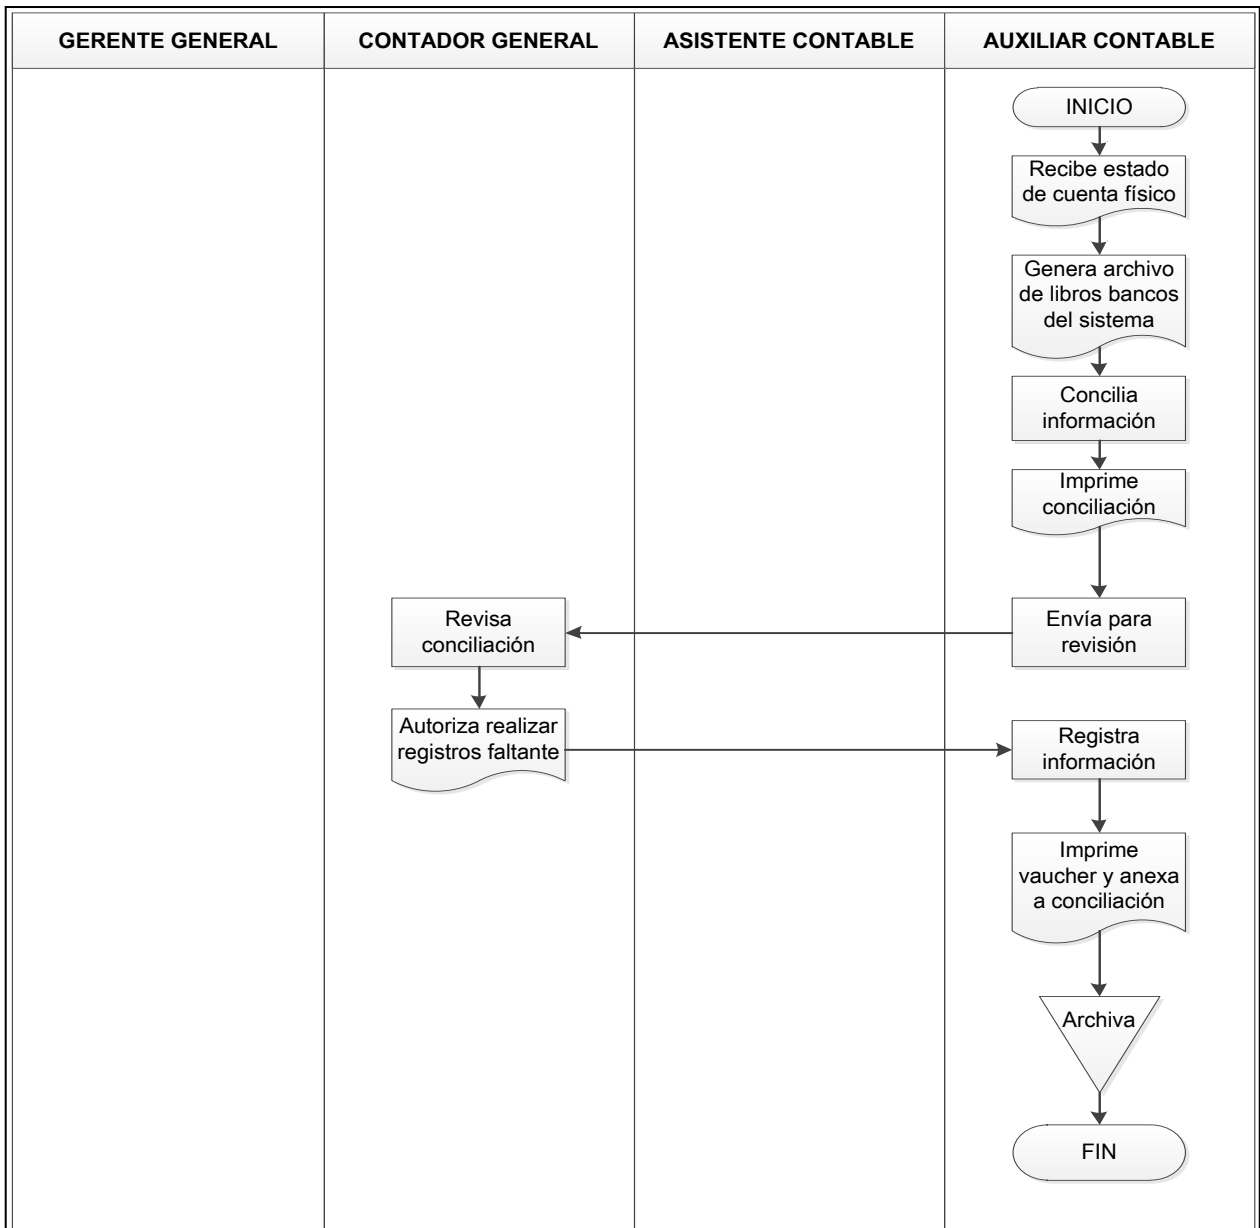 GERENTE GENERAL
CONTADOR GENERAL
ASISTENTE CONTABLE
AUXILIAR CONTABLE
INICIO
Recibe estado
de cuenta físico
Genera archivo
de libros bancos
del sistema
Concilia
información
Imprime
conciliación
Envía para
revisión
Revisa
conciliación
Autoriza realizar
registros faltante
Registra
información
Imprime
vaucher y anexa
a conciliación
Archiva
FIN